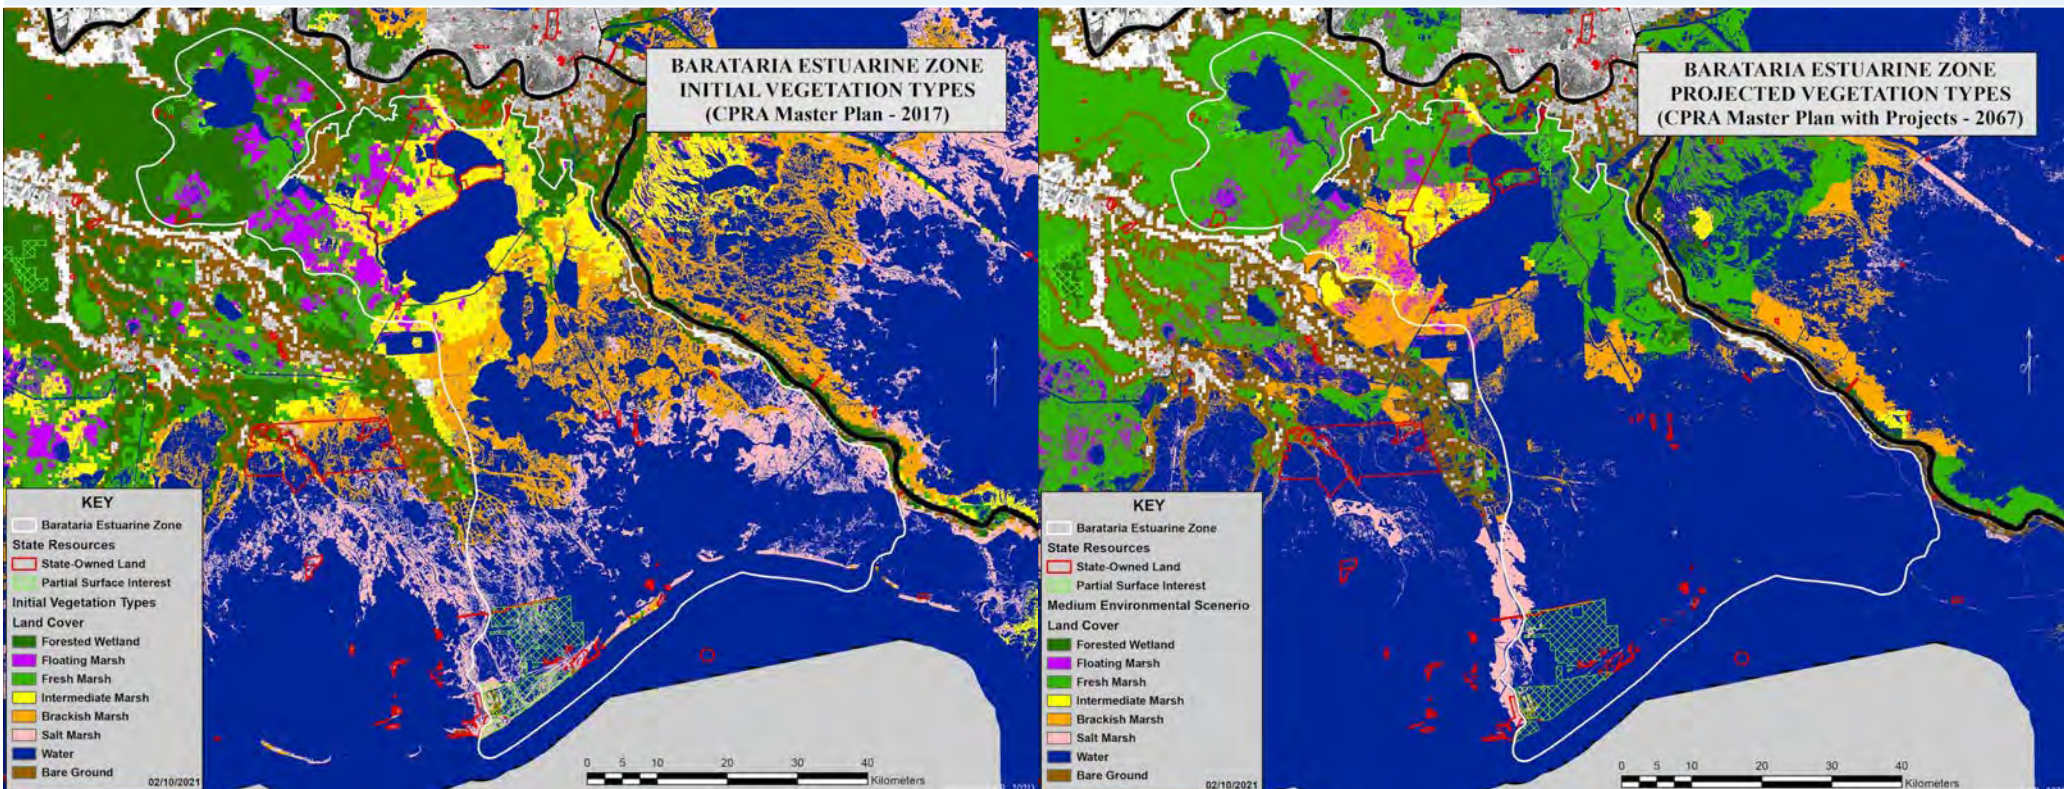 BARATARIA ESTUARINE ZONE
INITIAL VEGETATION TYPES
(CPRA Master Plan - 2017)
KEY
Barataria Estuarine Zone
State Resources
State-Owned Land
Partial Surface Interest
Initial Vegetation Types
Land Cover
Forested Wetland
Floating Marsh
Fresh Marsh
Intermediate Marsh
Brackish Marsh
Salt Marsh
Water
Bare Ground
02/10/2021
0 5 10 20 30 40
Kilometers
BARATARIA ESTUARINE ZONE
PROJECTED VEGETATION TYPES
(CPRA Master Plan with Projects - 2067)
KEY
Barataria Estuarine Zone
State Resources
State-Owned Land
Partial Surface Interest
Medium Environmental Scenerio
Land Cover
Forested Wetland
Floating Marsh
Fresh Marsh
Intermediate Marsh
Brackish Marsh
Salt Marsh
Water
Bare Ground
02/10/2021
0 5 10 20 30 40
Kilometers